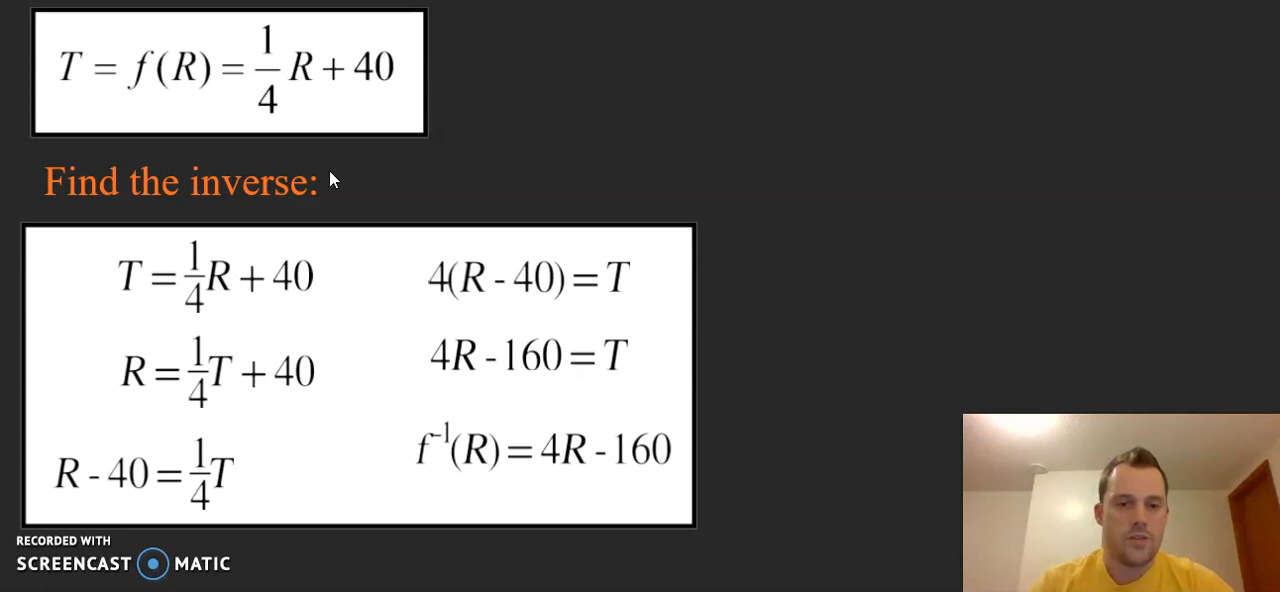 T = f(R) = 1/4 R + 40
Find the inverse:
T = 1/4 R + 40
R = 1/4 T + 40
R - 40 = 1/4 T
4(R - 40) = T
4R - 160 = T
f⁻¹(R) = 4R - 160
RECORDED WITH
SCREENCAST MATIC